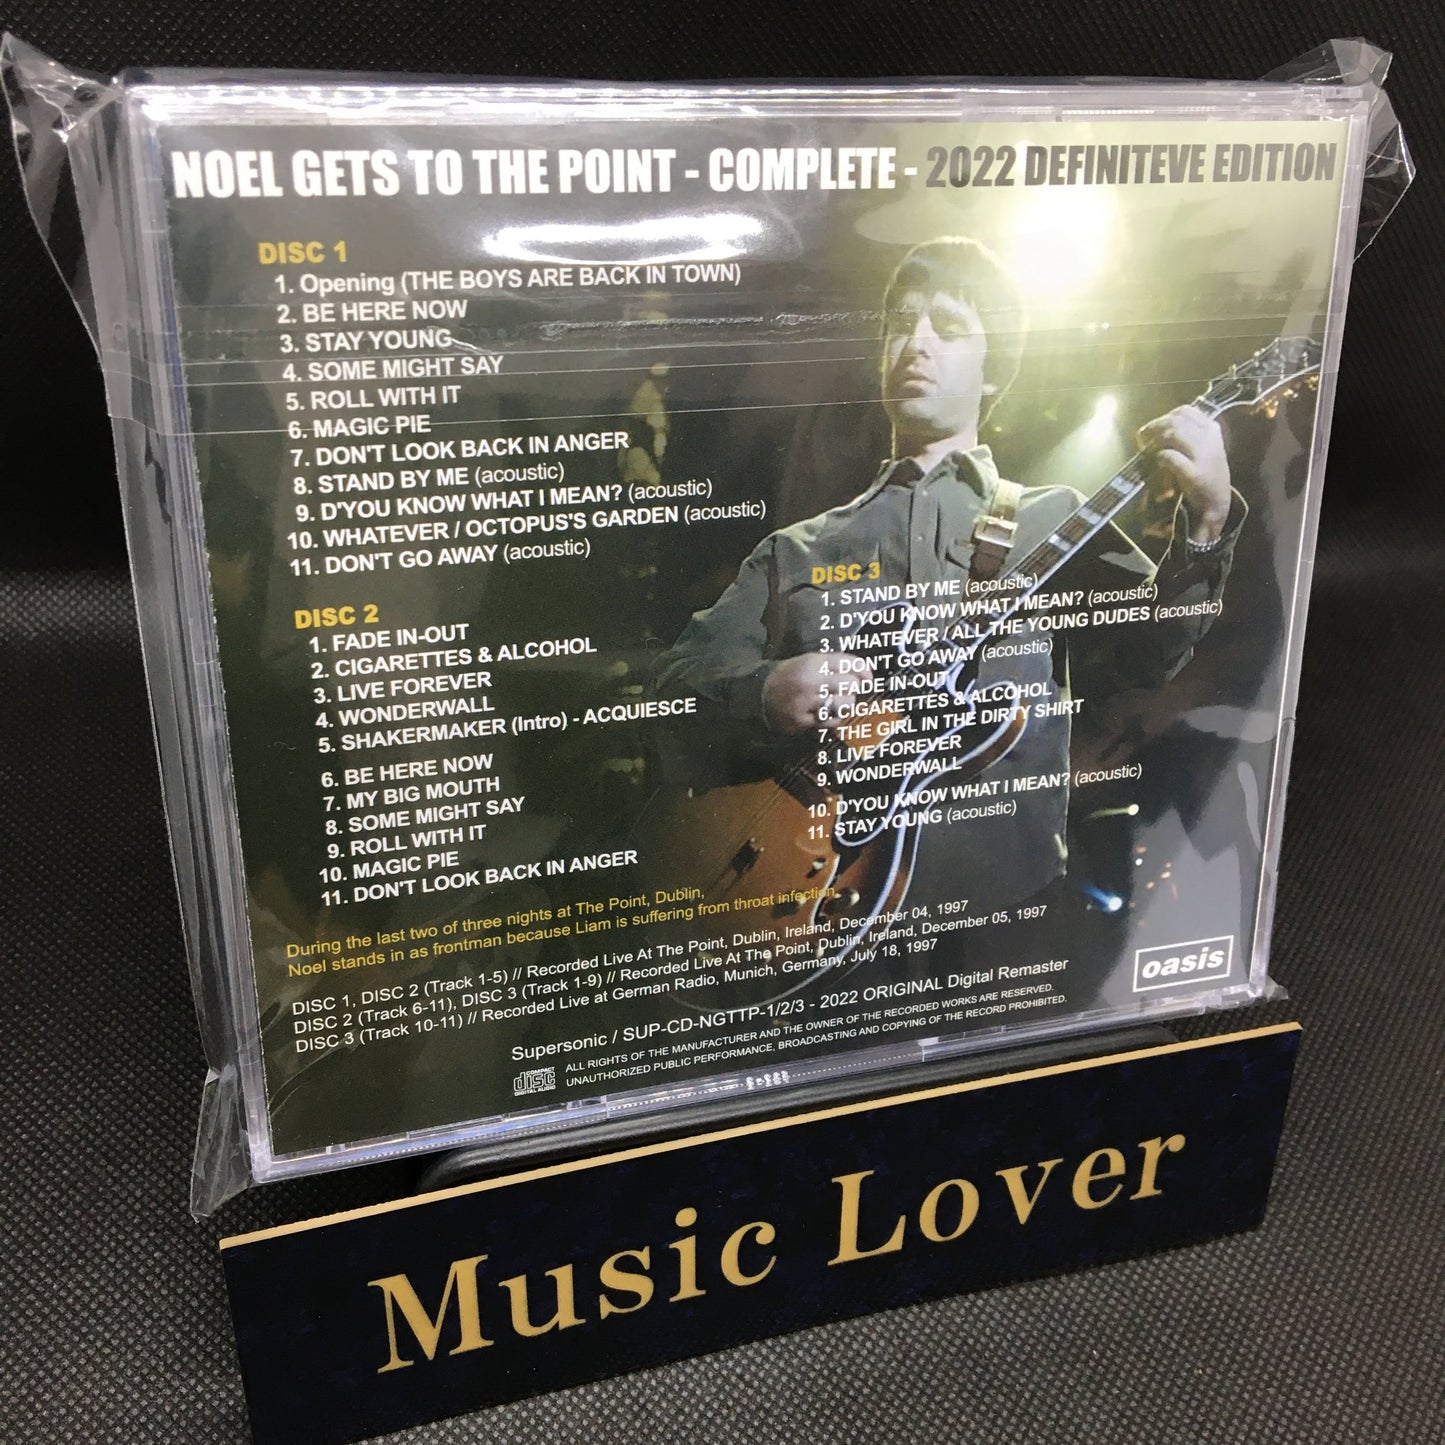 NOEL GETS TO THE POINT - COMPLETE - 2022 DEFINITEVE EDITION
DISC 1
1. Opening (THE BOYS ARE BACK IN TOWN)
2. BE HERE NOW
3. STAY YOUNG
4. SOME MIGHT SAY
5. ROLL WITH IT
6. MAGIC PIE
7. DON'T LOOK BACK IN ANGER
8. STAND BY ME (acoustic)
9. D'YOU KNOW WHAT I MEAN? (acoustic)
10. WHATEVER / OCTOPUS'S GARDEN (acoustic)
11. DON'T GO AWAY (acoustic)
DISC 2
1. FADE IN-OUT
2. CIGARETTES & ALCOHOL
3. LIVE FOREVER
4. WONDERWALL
5. SHAKERMAKER (Intro) - ACQUIESCE
6. BE HERE NOW
7. MY BIG MOUTH
8. SOME MIGHT SAY
9. ROLL WITH IT
10. MAGIC PIE
11. DON'T LOOK BACK IN ANGER
DISC 3
1. STAND BY ME (acoustic)
2. D'YOU KNOW WHAT I MEAN? (acoustic)
3. WHATEVER / ALL THE YOUNG DUDES (acoustic)
4. DON'T GO AWAY (acoustic)
5. FADE IN-OUT
6. CIGARETTES & ALCOHOL
7. THE GIRL IN THE DIRTY SHIRT
8. LIVE FOREVER
9. WONDERWALL
10. D'YOU KNOW WHAT I MEAN? (acoustic)
11. STAY YOUNG (acoustic)
During the last two of three nights at The Point, Dublin,
Noel stands in as frontman because Liam is suffering from throat infection.
DISC 1, DISC 2 (Track 1-5) // Recorded Live At The Point, Dublin, Ireland, December 04, 1997
DISC 2 (Track 6-11), DISC 3 (Track 1-9) // Recorded Live At The Point, Dublin, Ireland, December 05, 1997
DISC 3 (Track 10-11) // Recorded Live at German Radio, Munich, Germany, July 18, 1997
oasis
Supersonic / SUP-CD-NGTTP-1/2/3 - 2022 ORIGINAL Digital Remaster
COMPACT
disc
DIGITAL AUDIO
ALL RIGHTS OF THE MANUFACTURER AND THE OWNER OF THE RECORDED WORKS ARE RESERVED.
UNAUTHORIZED PUBLIC PERFORMANCE, BROADCASTING AND COPYING OF THE RECORD PROHIBITED.
Music Lover